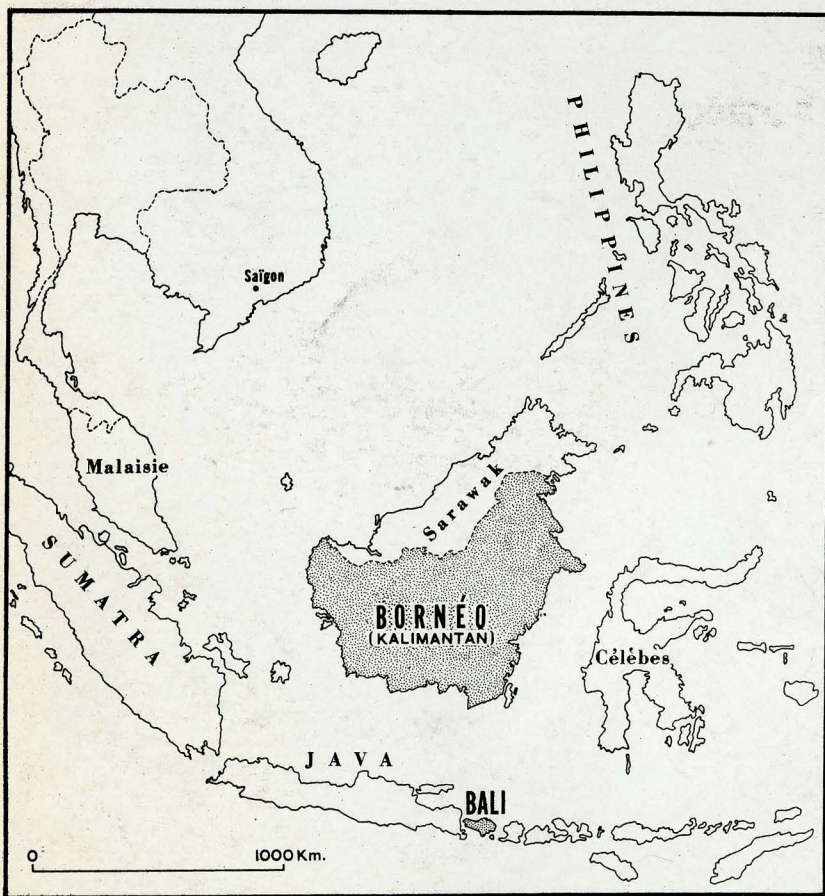 PHILIPPINES
Saïgon
Malaisie
Sarawak
SUMATRA
BORNÉO
(KALIMANTAN)
Célèbes
JAVA
BALI
0 1000 Km.